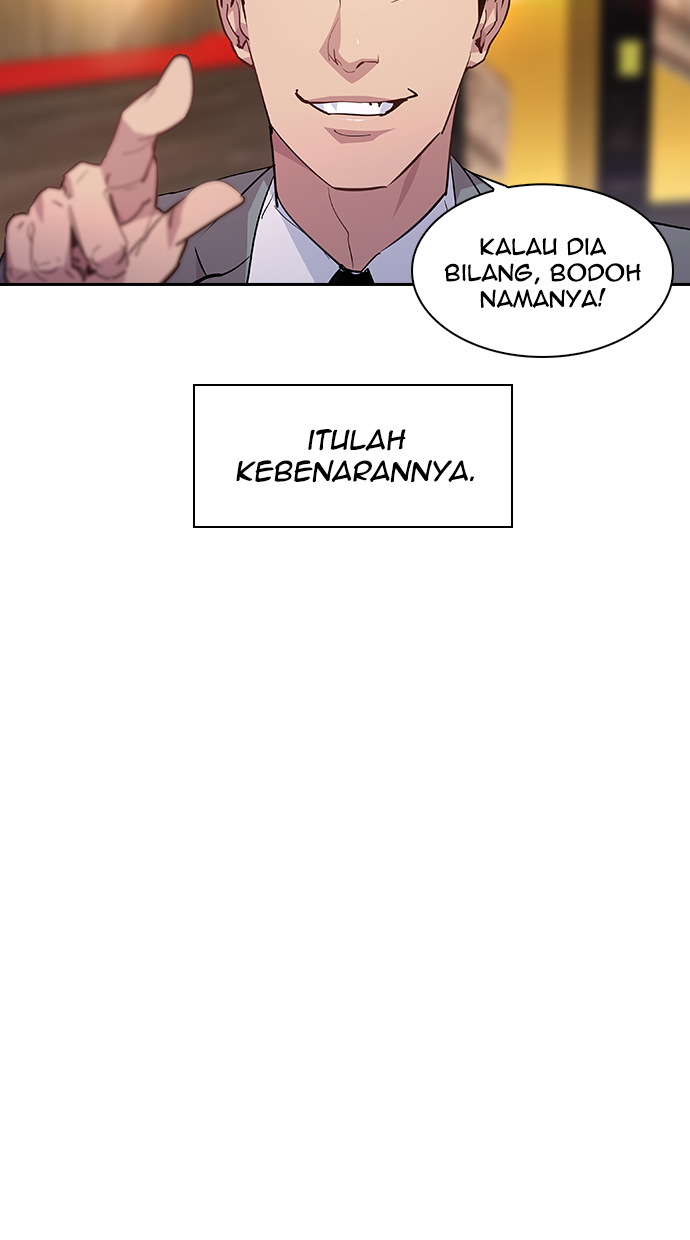 KALAU DIA
BILANG, BODOH
NAMANYA!
ITULAH
KEBENARANNYA.